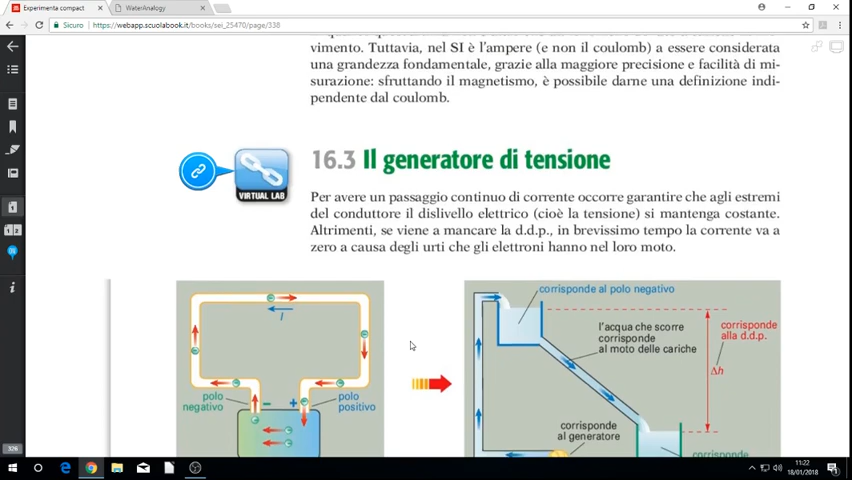 Experimenta compact
WaterAnalogy
Sicuro
https://webapp.scuolabook.it/books/sei_25470/page/338
vimento. Tuttavia, nel SI è l'ampere (e non il coulomb) a essere considerata
una grandezza fondamentale, grazie alla maggiore precisione e facilità di mi-
surazione: sfruttando il magnetismo, è possibile darne una definizione indi-
pendente dal coulomb.
VIRTUAL LAB
16.3 Il generatore di tensione
Per avere un passaggio continuo di corrente occorre garantire che agli estremi
del conduttore il dislivello elettrico (cioè la tensione) si mantenga costante.
Altrimenti, se viene a mancare la d.d.p., in brevissimo tempo la corrente va a
zero a causa degli urti che gli elettroni hanno nel loro moto.
I
polo
negativo
–
+
polo
positivo
corrisponde al polo negativo
l'acqua che scorre
corrisponde
al moto delle cariche
corrisponde
alla d.d.p.
Δh
corrisponde
al generatore
corrisponde
326
11:22
18/01/2018